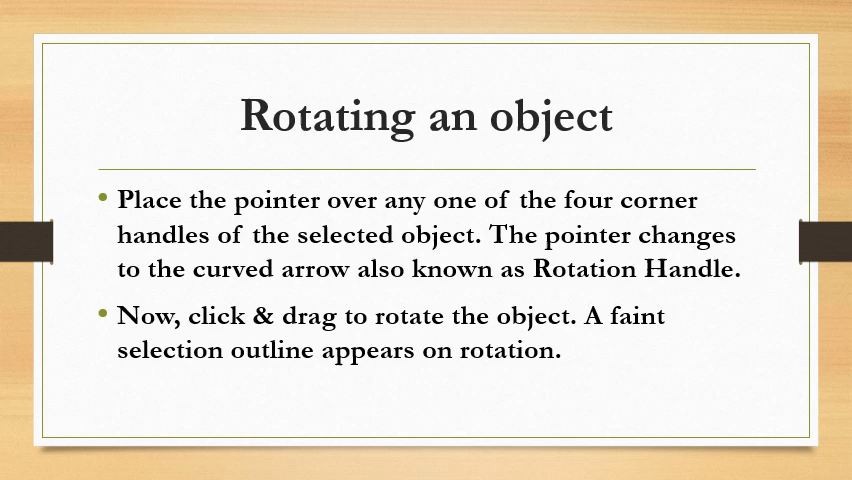 Rotating an object
• Place the pointer over any one of the four corner
handles of the selected object. The pointer changes
to the curved arrow also known as Rotation Handle.
• Now, click & drag to rotate the object. A faint
selection outline appears on rotation.